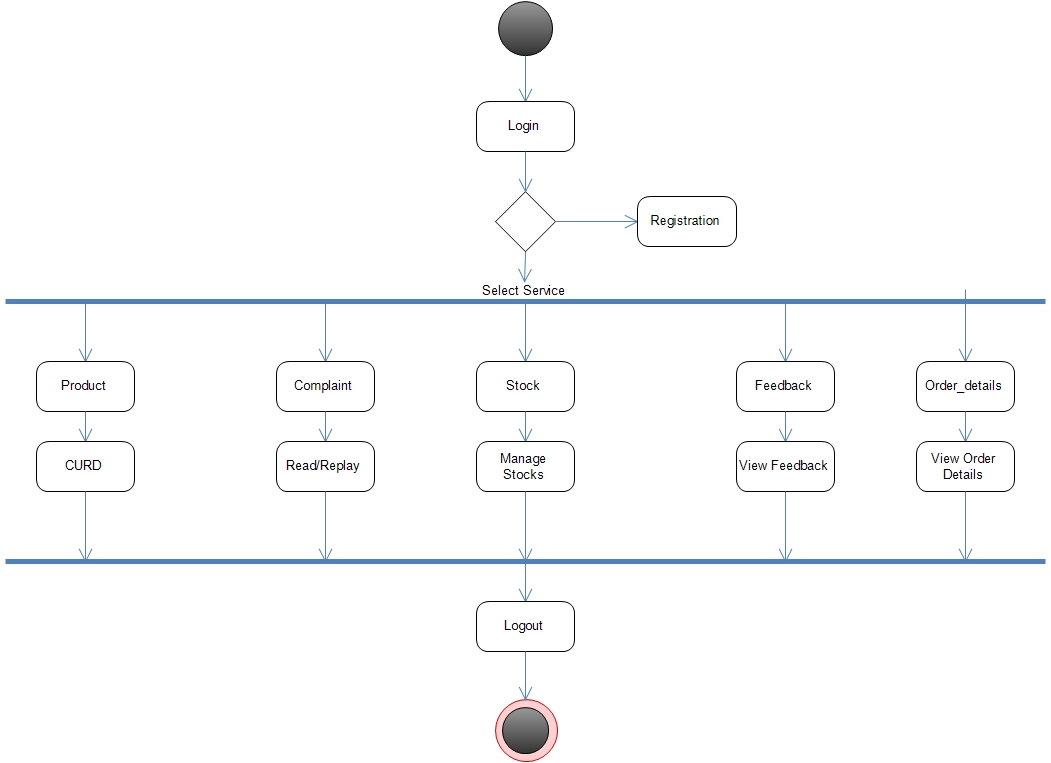 Login
Registration
Select Service
Product
Complaint
Stock
Feedback
Order_details
CURD
Read/Replay
Manage
Stocks
View Feedback
View Order
Details
Logout